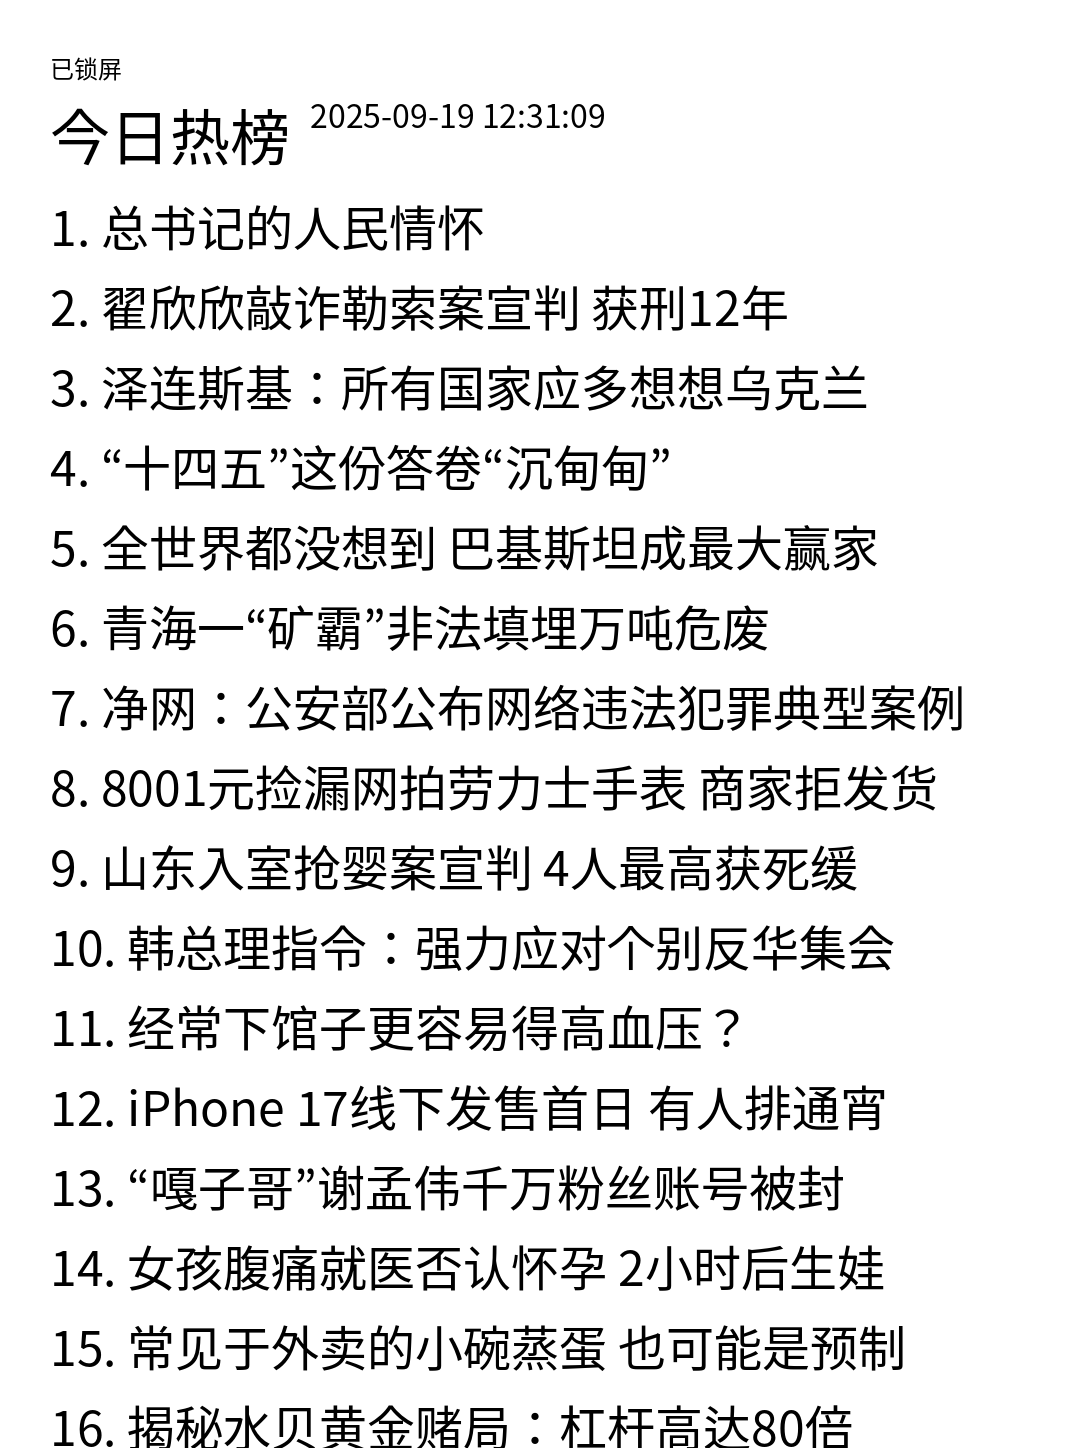 已锁屏
今日热榜 2025-09-19 12:31:09
1. 总书记的人民情怀
2. 翟欣欣敲诈勒索案宣判 获刑12年
3. 泽连斯基：所有国家应多想想乌克兰
4. “十四五”这份答卷“沉甸甸”
5. 全世界都没想到 巴基斯坦成最大赢家
6. 青海一“矿霸”非法填埋万吨危废
7. 净网：公安部公布网络违法犯罪典型案例
8. 8001元捡漏网拍劳力士手表 商家拒发货
9. 山东入室抢婴案宣判 4人最高获死缓
10. 韩总理指令：强力应对个别反华集会
11. 经常下馆子更容易得高血压？
12. iPhone 17线下发售首日 有人排通宵
13. “嘎子哥”谢孟伟千万粉丝账号被封
14. 女孩腹痛就医否认怀孕 2小时后生娃
15. 常见于外卖的小碗蒸蛋 也可能是预制
16. 揭秘水贝黄金赌局：杠杆高达80倍